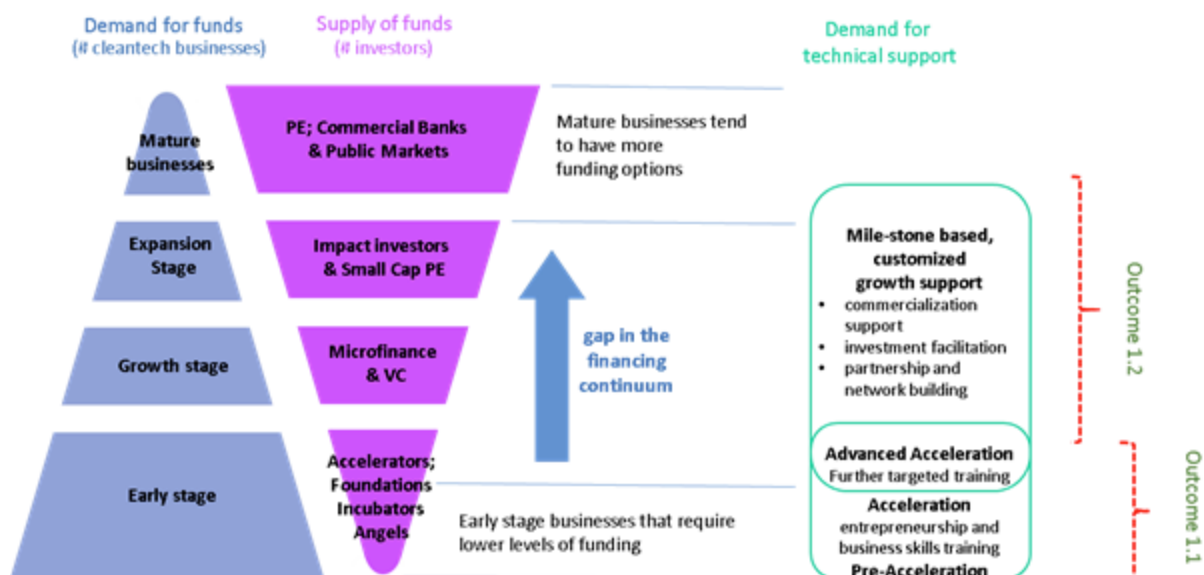 Demand for funds
(# cleantech businesses)
Supply of funds
(# investors)
Demand for
technical support
Mature
businesses
PE; Commercial Banks
& Public Markets
Mature businesses tend
to have more
funding options
Expansion
Stage
Impact investors
& Small Cap PE
Growth stage
Microfinance
& VC
gap in the
financing
continuum
Early stage
Accelerators;
Foundations
Incubators
Angels
Early stage businesses that require
lower levels of funding
Mile-stone based,
customized
growth support
• commercialization
support
• investment facilitation
• partnership and
network building
Advanced Acceleration
Further targeted training
Acceleration
entrepreneurship and
business skills training
Pre-Acceleration
Outcome 1.2
Outcome 1.1